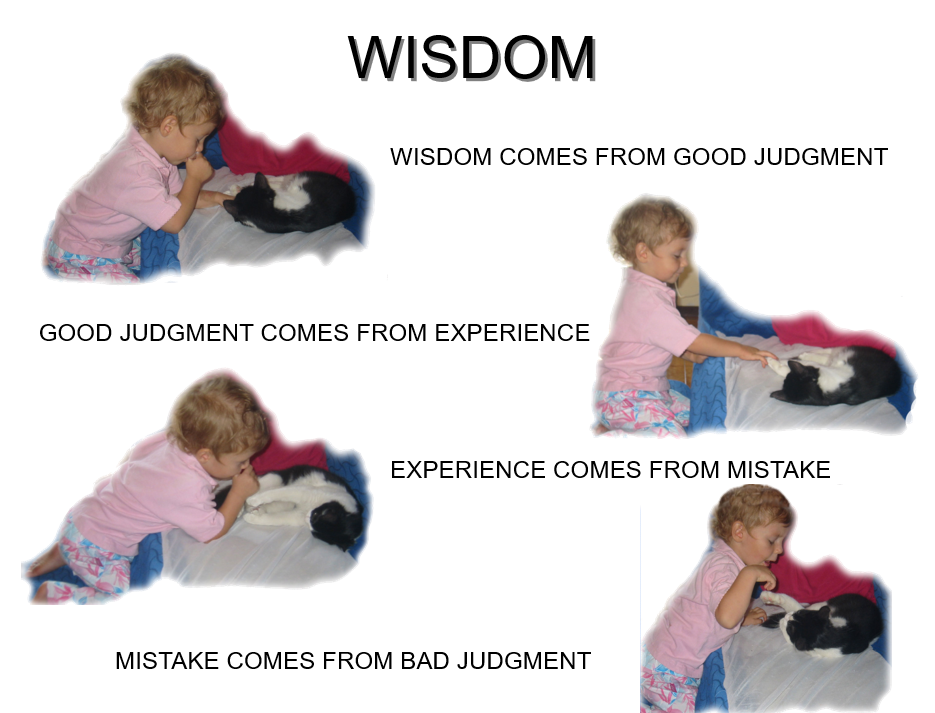 WISDOM
WISDOM COMES FROM GOOD JUDGMENT
GOOD JUDGMENT COMES FROM EXPERIENCE
EXPERIENCE COMES FROM MISTAKE
MISTAKE COMES FROM BAD JUDGMENT